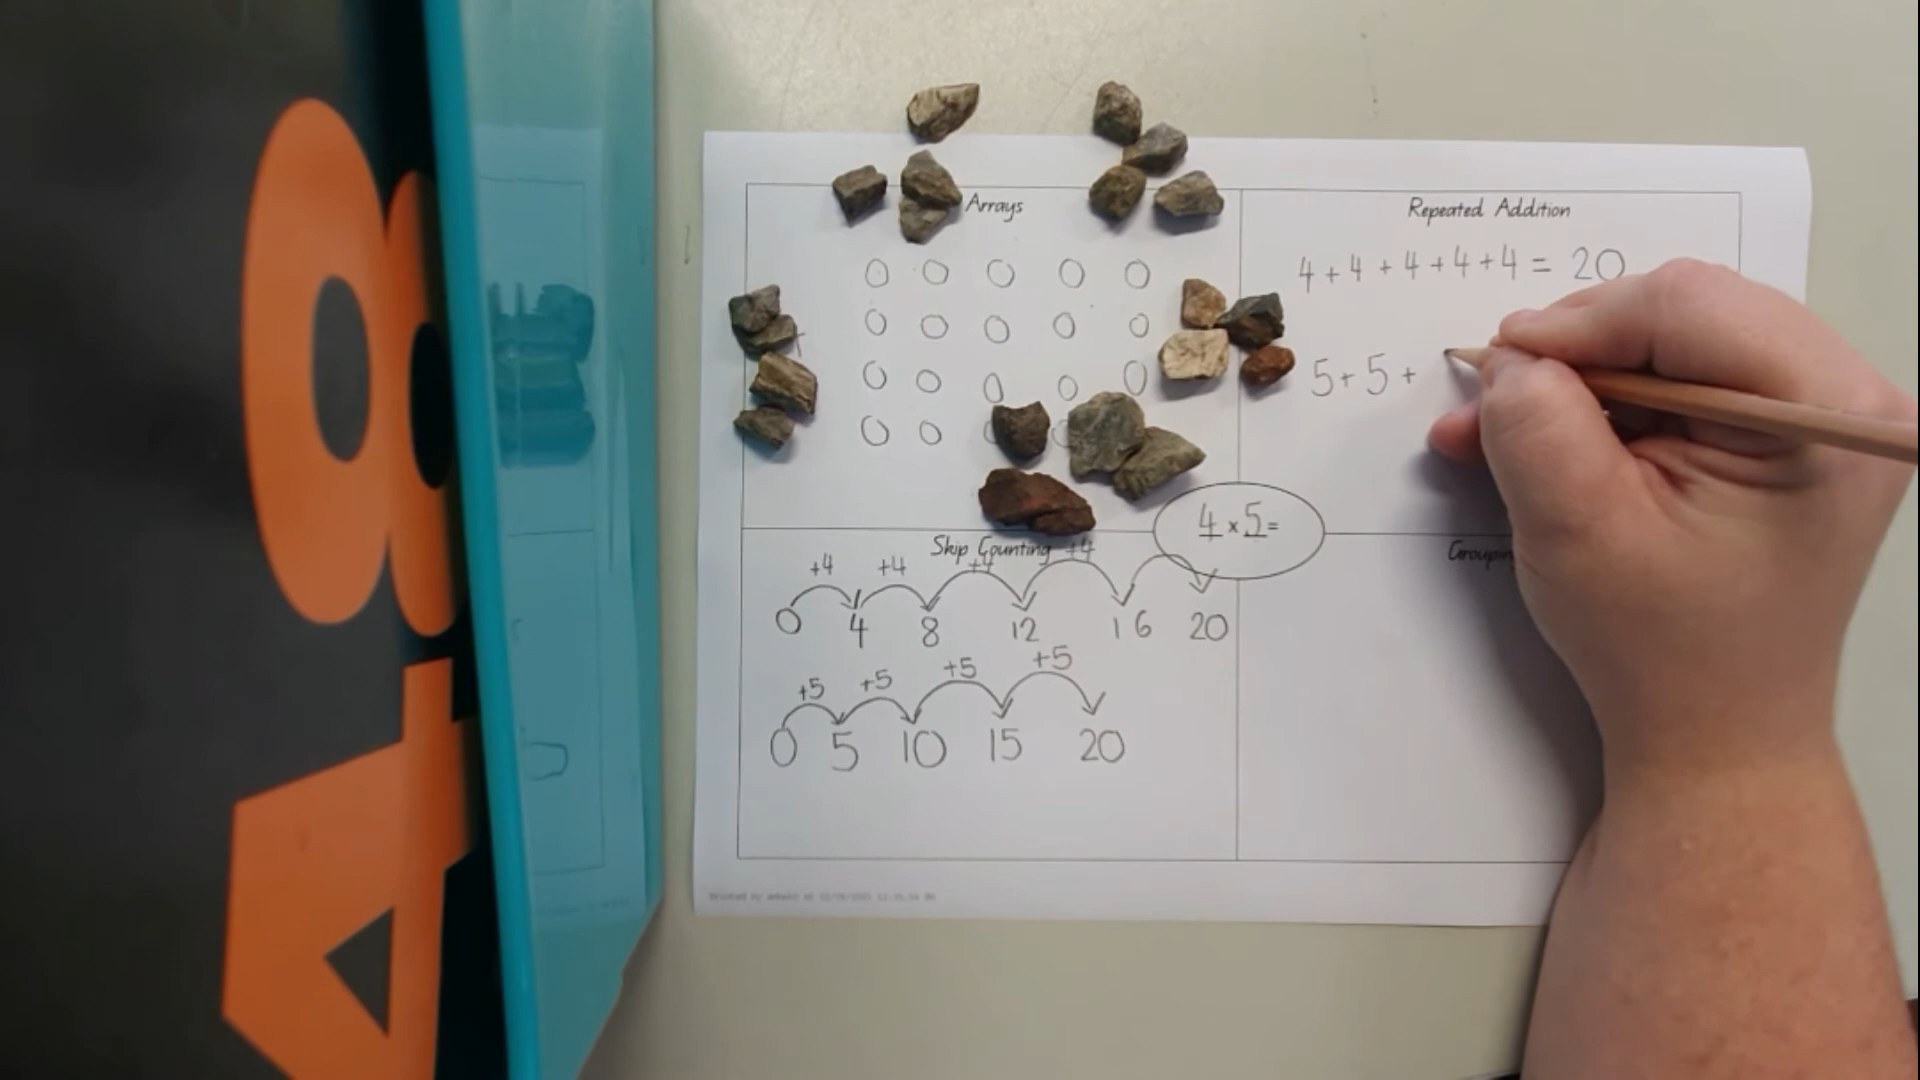 Arrays
Repeated Addition
4 + 4 + 4 + 4 + 4 = 20
5 + 5 +
4 x 5 =
Skip Counting
+4 +4 +4 +4
0 4 8 12 16 20
+5 +5 +5 +5
0 5 10 15 20